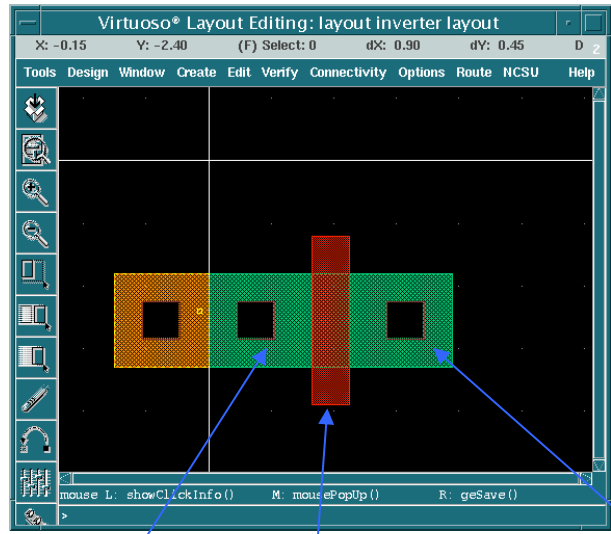 Virtuoso® Layout Editing: layout inverter layout
X: -0.15 Y: -2.40 (F) Select: 0 dX: 0.90 dY: 0.45 D 2
Tools Design Window Create Edit Verify Connectivity Options Route NCSU Help
mouse L: showClickInfo() M: mousePopUp() R: geSave()
>